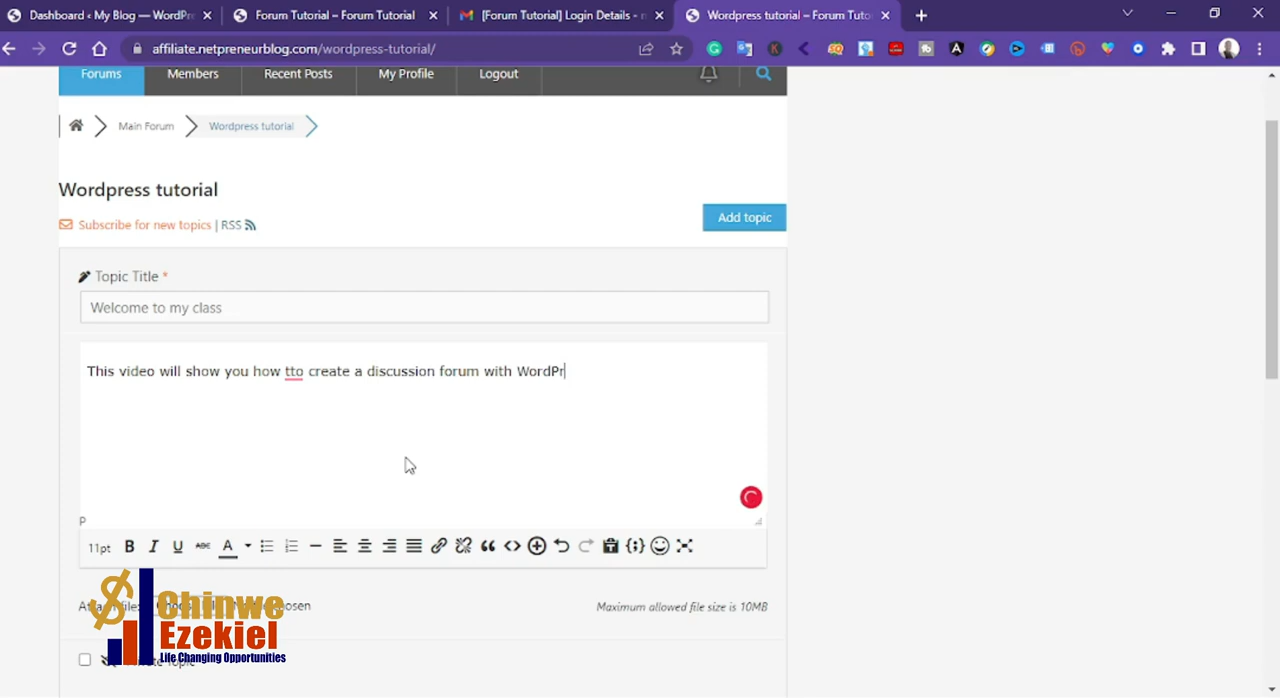 Dashboard ‹ My Blog — WordPr
Forum Tutorial – Forum Tutorial
[Forum Tutorial] Login Details - n
Wordpress tutorial – Forum Tuto
affiliate.netpreneurblog.com/wordpress-tutorial/
Forums
Members
Recent Posts
My Profile
Logout
Main Forum
Wordpress tutorial
Wordpress tutorial
Subscribe for new topics | RSS
Add topic
Topic Title *
Welcome to my class
This video will show you how tto create a discussion forum with WordPr
P
11pt B I U ABC A
Maximum allowed file size is 10MB
Chinwe
Ezekiel
Life Changing Opportunities